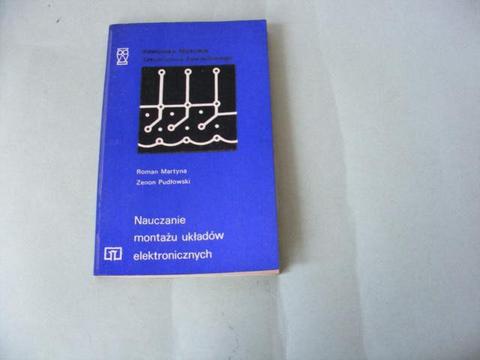 Roman Martyna
Zenon Pudłowski
Nauczanie
montażu układów
elektronicznych